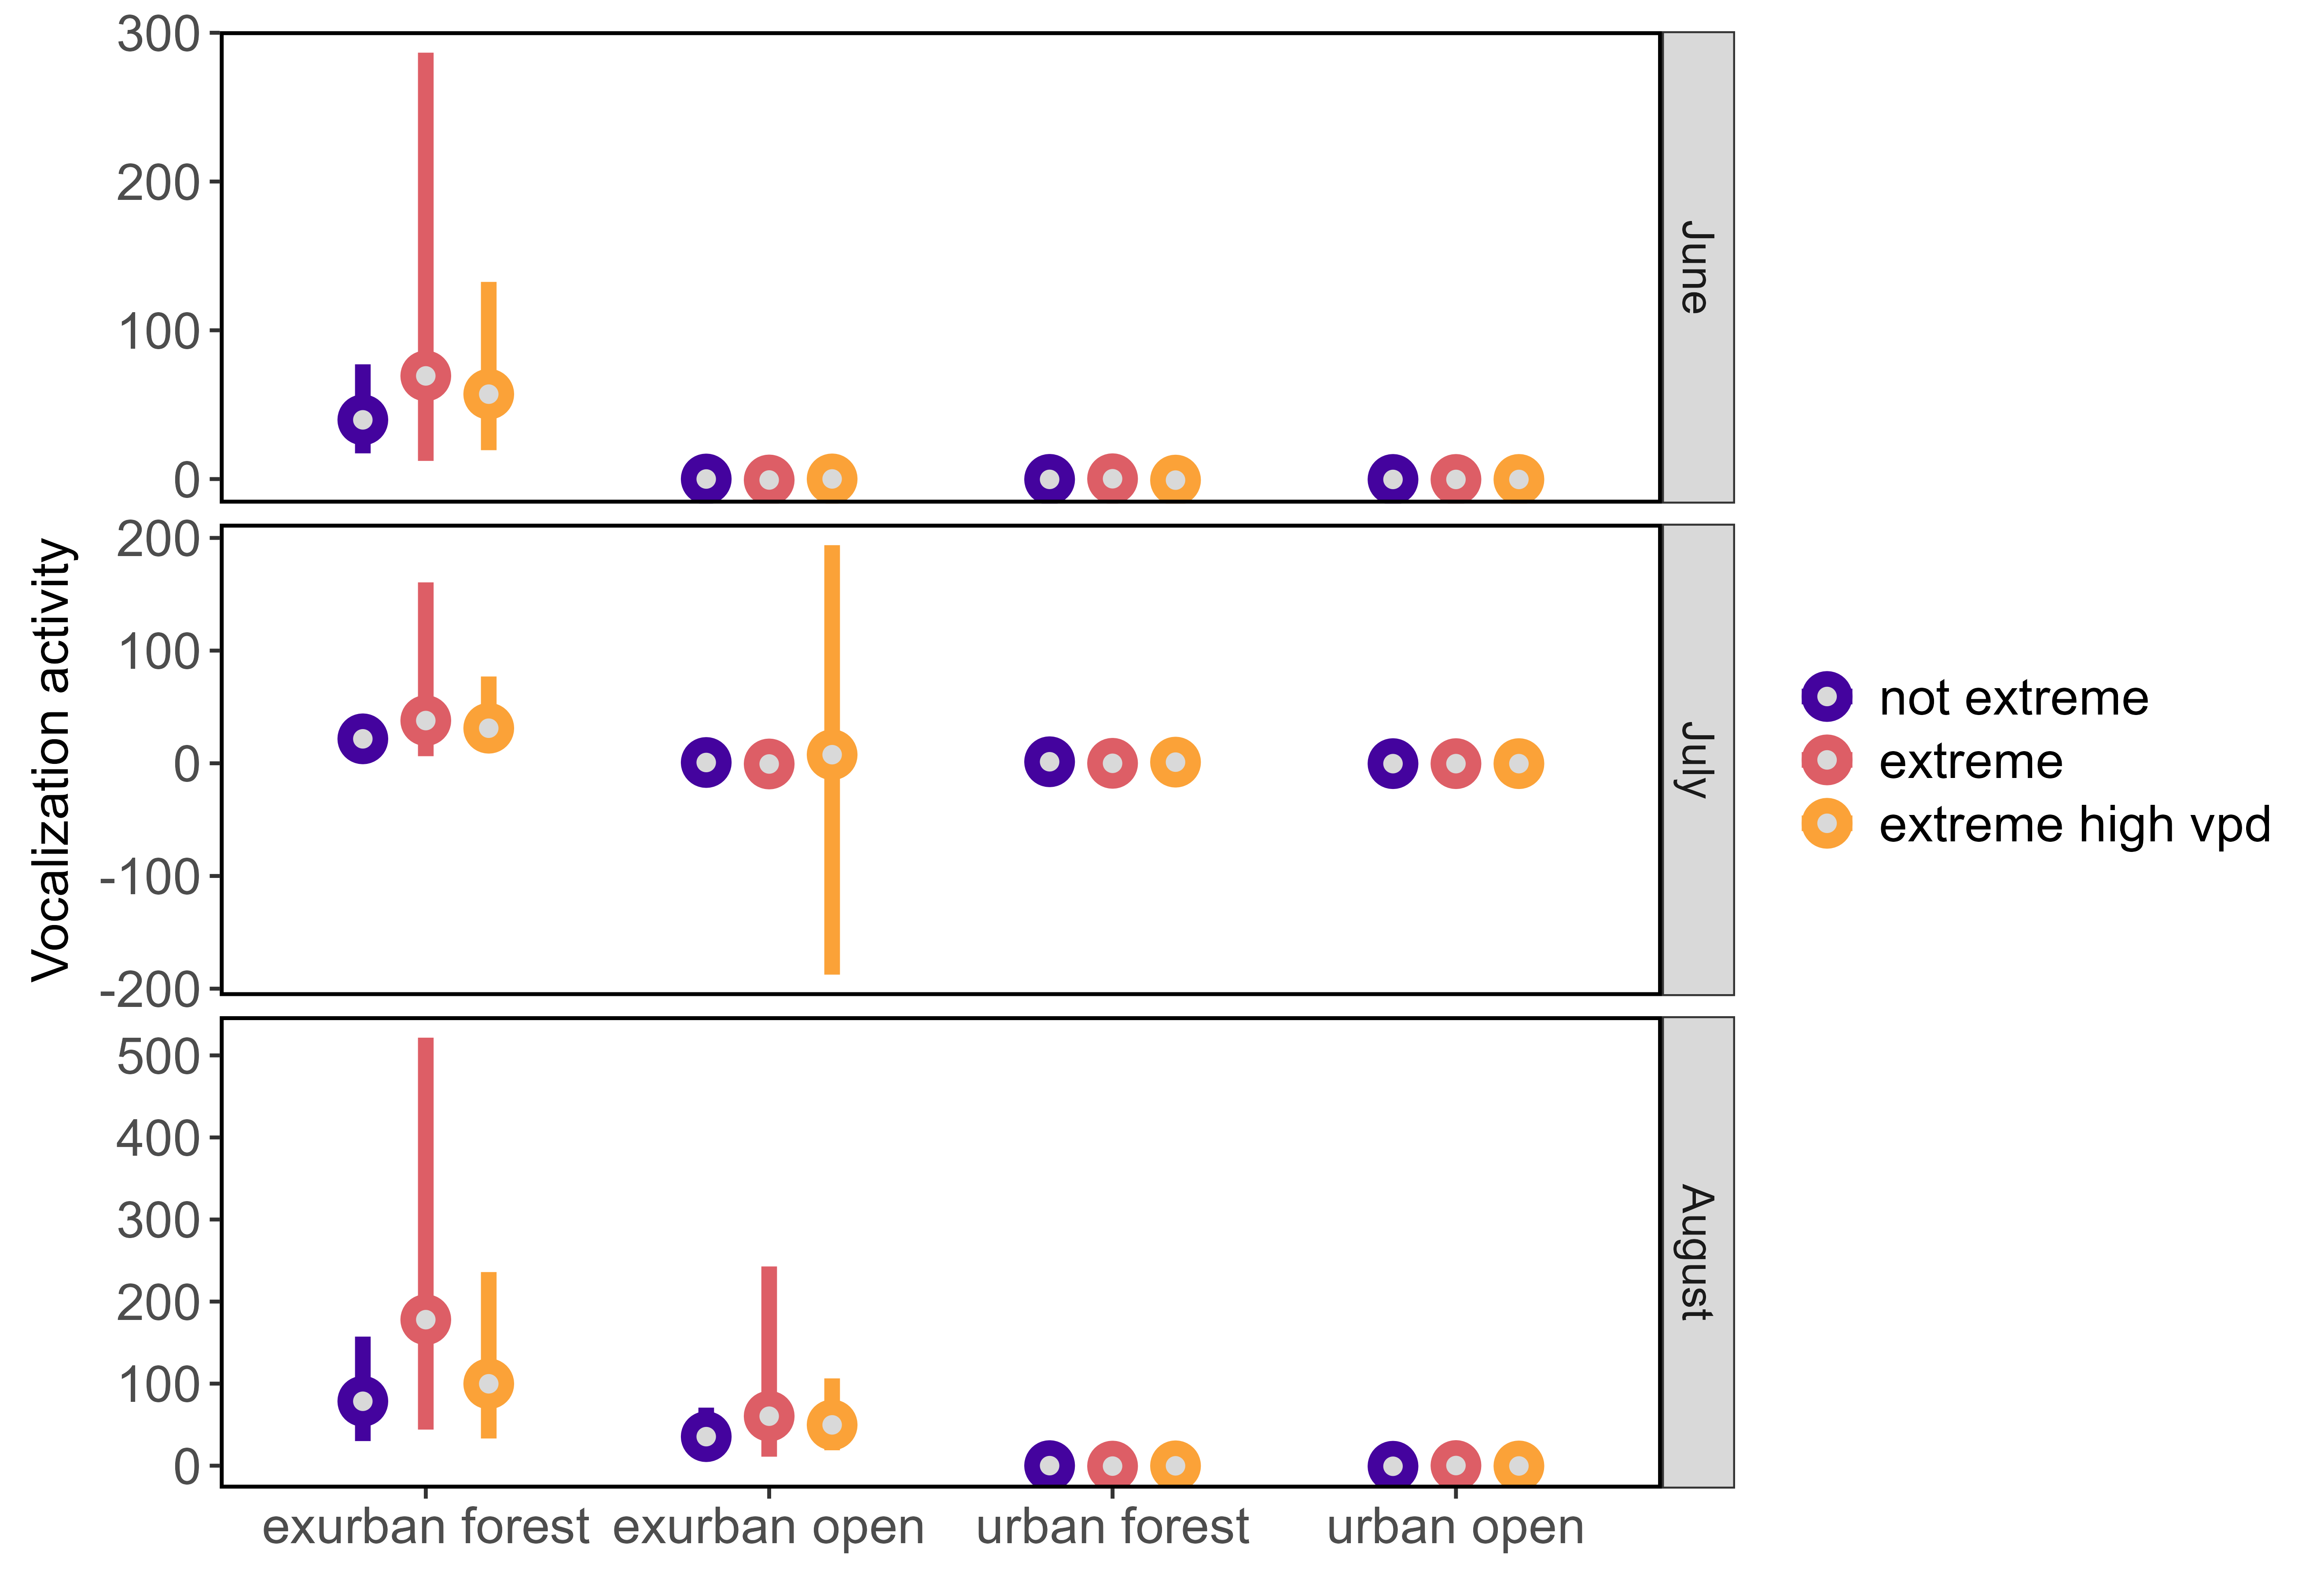 Vocalization activity
300
200
100
0
June
200
100
0
-100
-200
July
500
400
300
200
100
0
August
exurban forest exurban open urban forest urban open
not extreme
extreme
extreme high vpd